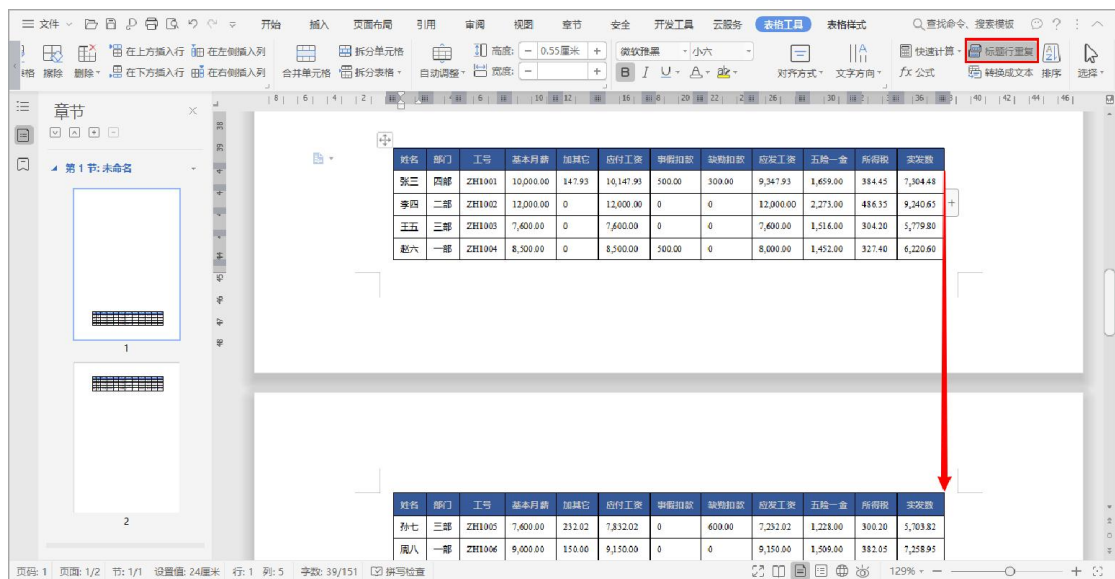 文件 开始 插入 页面布局 引用 审阅 视图 章节 安全 开发工具 云服务 表格工具 表格样式 查找命令、搜索模板
在上方插入行 在左侧插入列 拆分单元格 高度: 0.55厘米 微软雅黑 小六 快速计算 标题行重复
擦除 删除 在下方插入行 在右侧插入列 合并单元格 拆分表格 自动调整 宽度: B I U A 对齐方式 文字方向 fx 公式 转换成文本 排序 选择
章节
第 1 节: 未命名
1
2
姓名 部门 工号 基本月薪 加其它 应付工资 事假扣款 缺勤扣款 应发工资 五险一金 所得税 实发数
张三 四部 ZH1001 10,000.00 147.93 10,147.93 500.00 300.00 9,347.93 1,659.00 384.45 7,304.48
李四 二部 ZH1002 12,000.00 0 12,000.00 0 0 12,000.00 2,273.00 486.35 9,240.65
王五 三部 ZH1003 7,600.00 0 7,600.00 0 0 7,600.00 1,516.00 304.20 5,779.80
赵六 一部 ZH1004 8,500.00 0 8,500.00 500.00 0 8,000.00 1,452.00 327.40 6,220.60
姓名 部门 工号 基本月薪 加其它 应付工资 事假扣款 缺勤扣款 应发工资 五险一金 所得税 实发数
孙七 三部 ZH1005 7,600.00 232.02 7,832.02 0 600.00 7,232.02 1,228.00 300.20 5,703.82
周八 一部 ZH1006 9,000.00 150.00 9,150.00 0 0 9,150.00 1,509.00 382.05 7,258.95
页码: 1 页面: 1/2 节: 1/1 设置值: 24厘米 行: 1 列: 5 字数: 39/151 拼写检查 129%